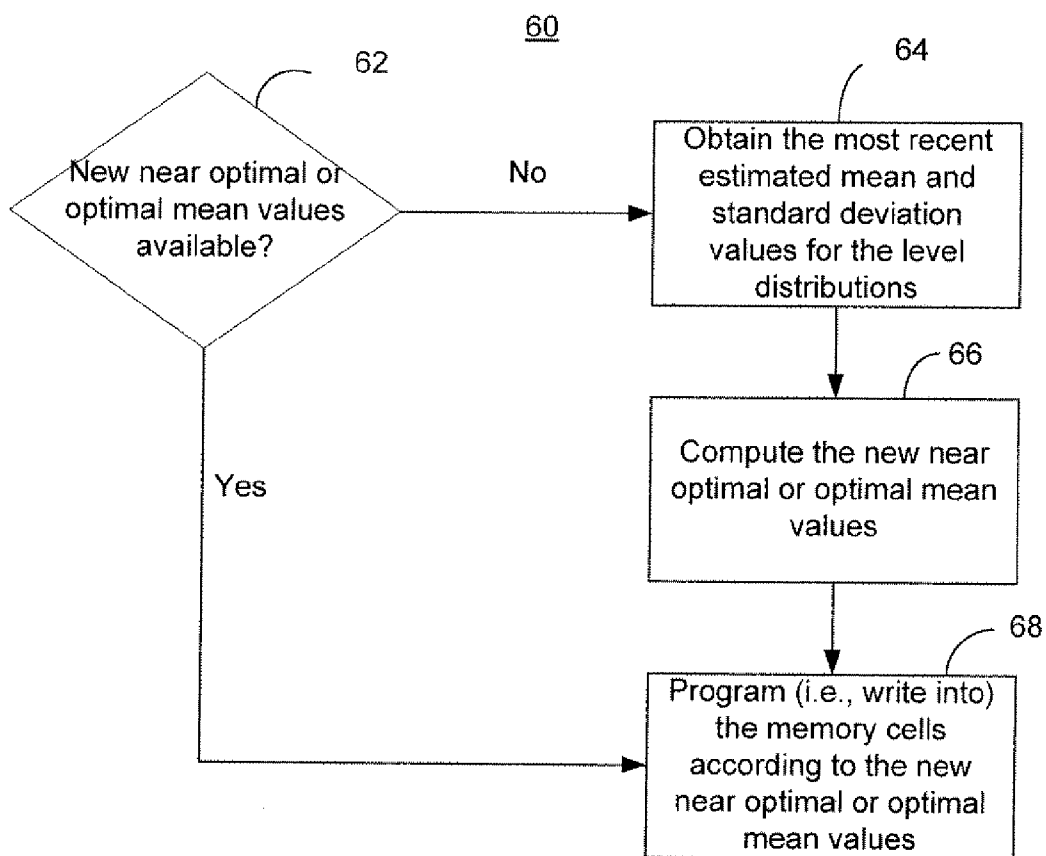 60
62
New near optimal or
optimal mean values
available?
No
64
Obtain the most recent
estimated mean and
standard deviation
values for the level
distributions
66
Compute the new near
optimal or optimal mean
values
Yes
68
Program (i.e., write into)
the memory cells
according to the new
near optimal or optimal
mean values